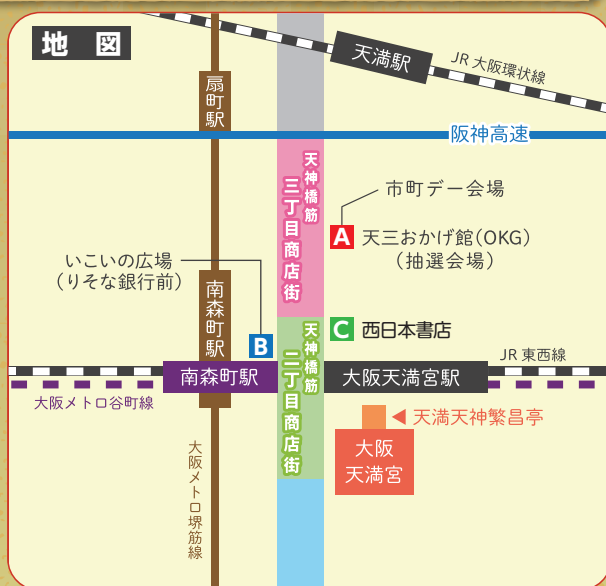 地 図
天満駅
JR 大阪環状線
扇町駅
阪神高速
天神橋筋
三丁目商店街
市町デー会場
A
天三おかげ館(OKG)
(抽選会場)
いこいの広場
(りそな銀行前)
南森町駅
B
C
西日本書店
天神橋筋
二丁目商店街
JR 東西線
南森町駅
大阪天満宮駅
大阪メトロ谷町線
天満天神繁昌亭
大阪
天満宮
大阪メトロ堺筋線